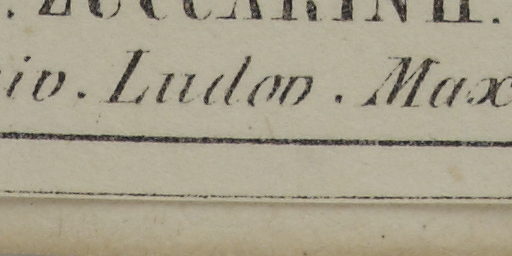 . ZUCCARINII.
iv. Ludov. Max